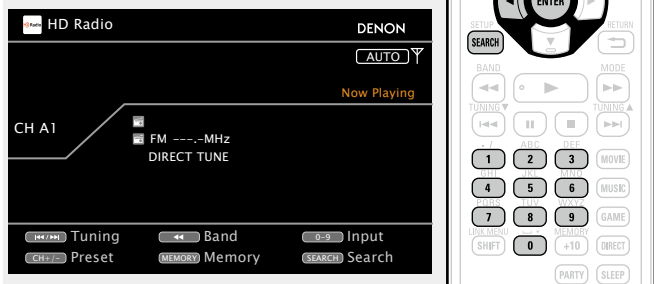 HD Radio
DENON
AUTO
Now Playing
CH A1
FM ---.-MHz
DIRECT TUNE
Tuning
Band
0-9 Input
CH+/- Preset
MEMORY Memory
SEARCH Search
ENTER
SETUP
RETURN
SEARCH
BAND
MODE
TUNING ▼
TUNING ▲
. /
ABC
DEF
1
2
3
MOVIE
GHI
JKL
MNO
4
5
6
MUSIC
PQRS
TUV
WXYZ
7
8
9
GAME
LINK MENU
MEMORY
SHIFT
0
+10
DIRECT
PARTY
SLEEP